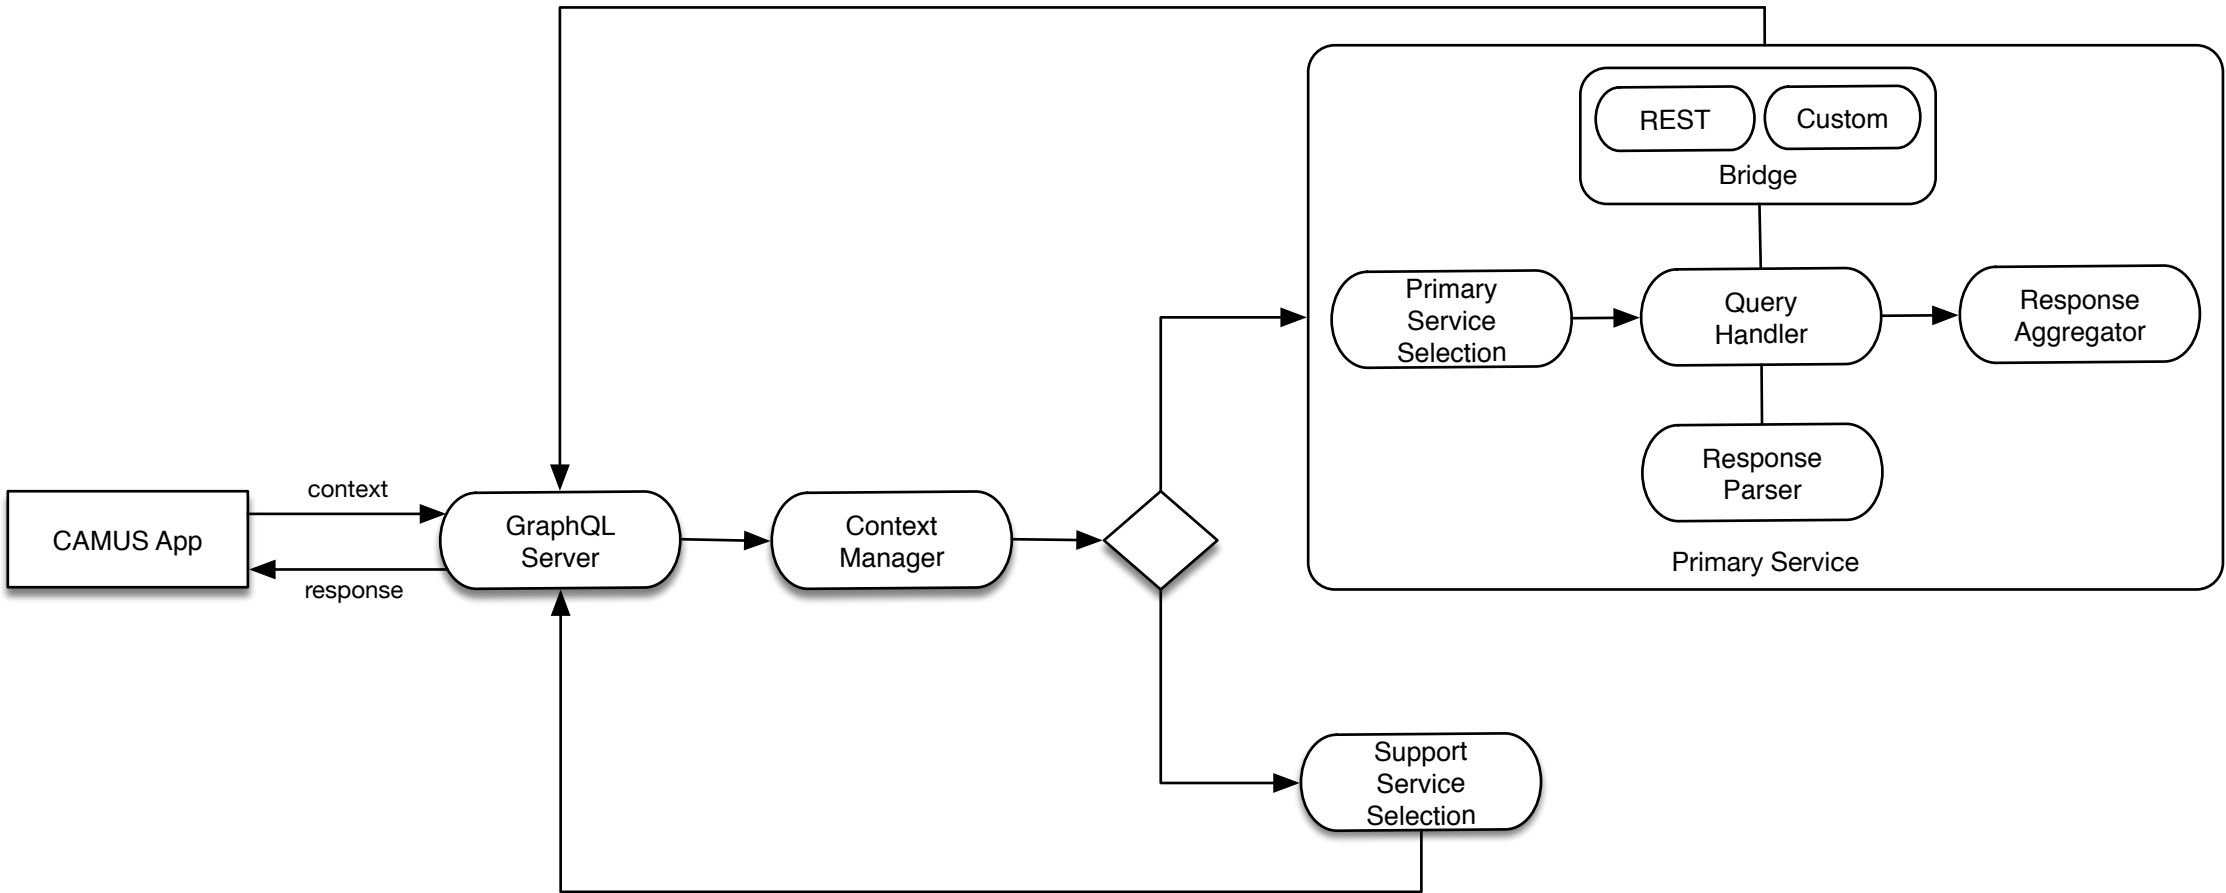 REST
Custom
Bridge
Primary
Service
Selection
Query
Handler
Response
Aggregator
Response
Parser
Primary Service
context
CAMUS App
response
GraphQL
Server
Context
Manager
Support
Service
Selection